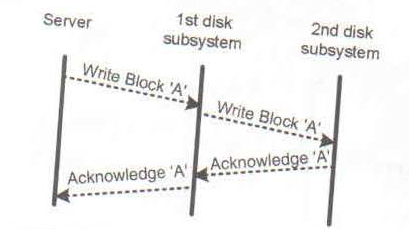 Server
1st disk
subsystem
2nd disk
subsystem
Write Block 'A'
Write Block 'A'
Acknowledge 'A'
Acknowledge 'A'